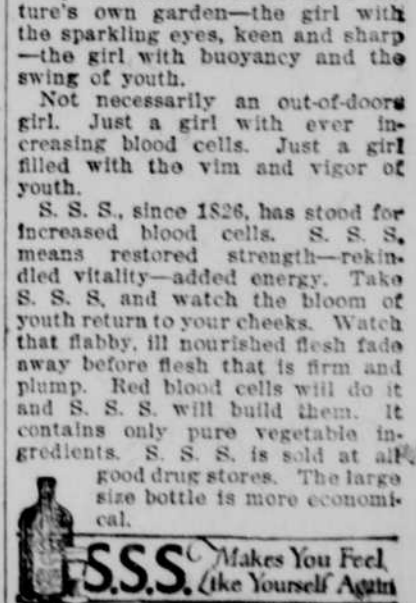 ture's own garden—the girl with
the sparkling eyes, keen and sharp
—the girl with buoyancy and the
swing of youth.
Not necessarily an out-of-doors
girl. Just a girl with ever in-
creasing blood cells. Just a girl
filled with the vim and vigor of
youth.
S. S. S., since 1826, has stood for
increased blood cells. S. S. S.
means restored strength—rekin-
dled vitality—added energy. Take
S. S. S. and watch the bloom of
youth return to your cheeks. Watch
that flabby, ill nourished flesh fade
away before flesh that is firm and
plump. Red blood cells will do it
and S. S. S. will build them. It
contains only pure vegetable in-
gredients. S. S. S. is sold at all
good drug stores. The large
size bottle is more economi-
cal.
S.S.S. Makes You Feel
Like Yourself Again